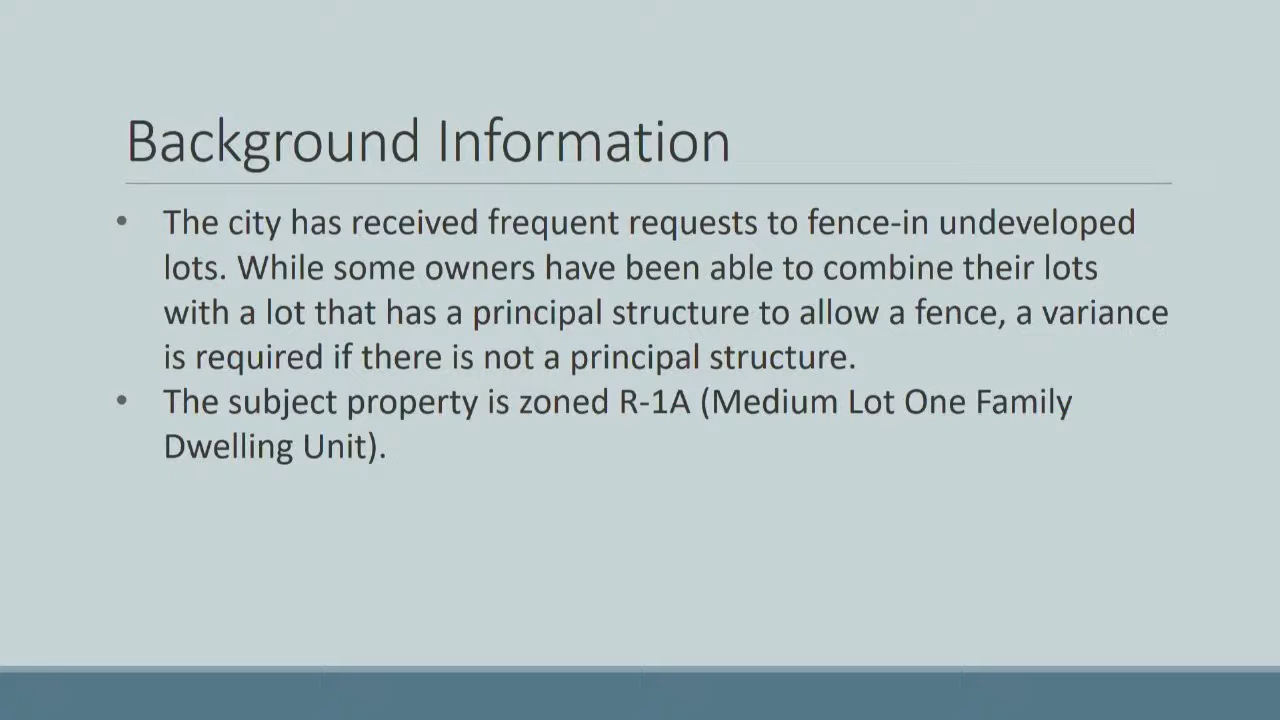 Background Information
• The city has received frequent requests to fence-in undeveloped
lots. While some owners have been able to combine their lots
with a lot that has a principal structure to allow a fence, a variance
is required if there is not a principal structure.
• The subject property is zoned R-1A (Medium Lot One Family
Dwelling Unit).